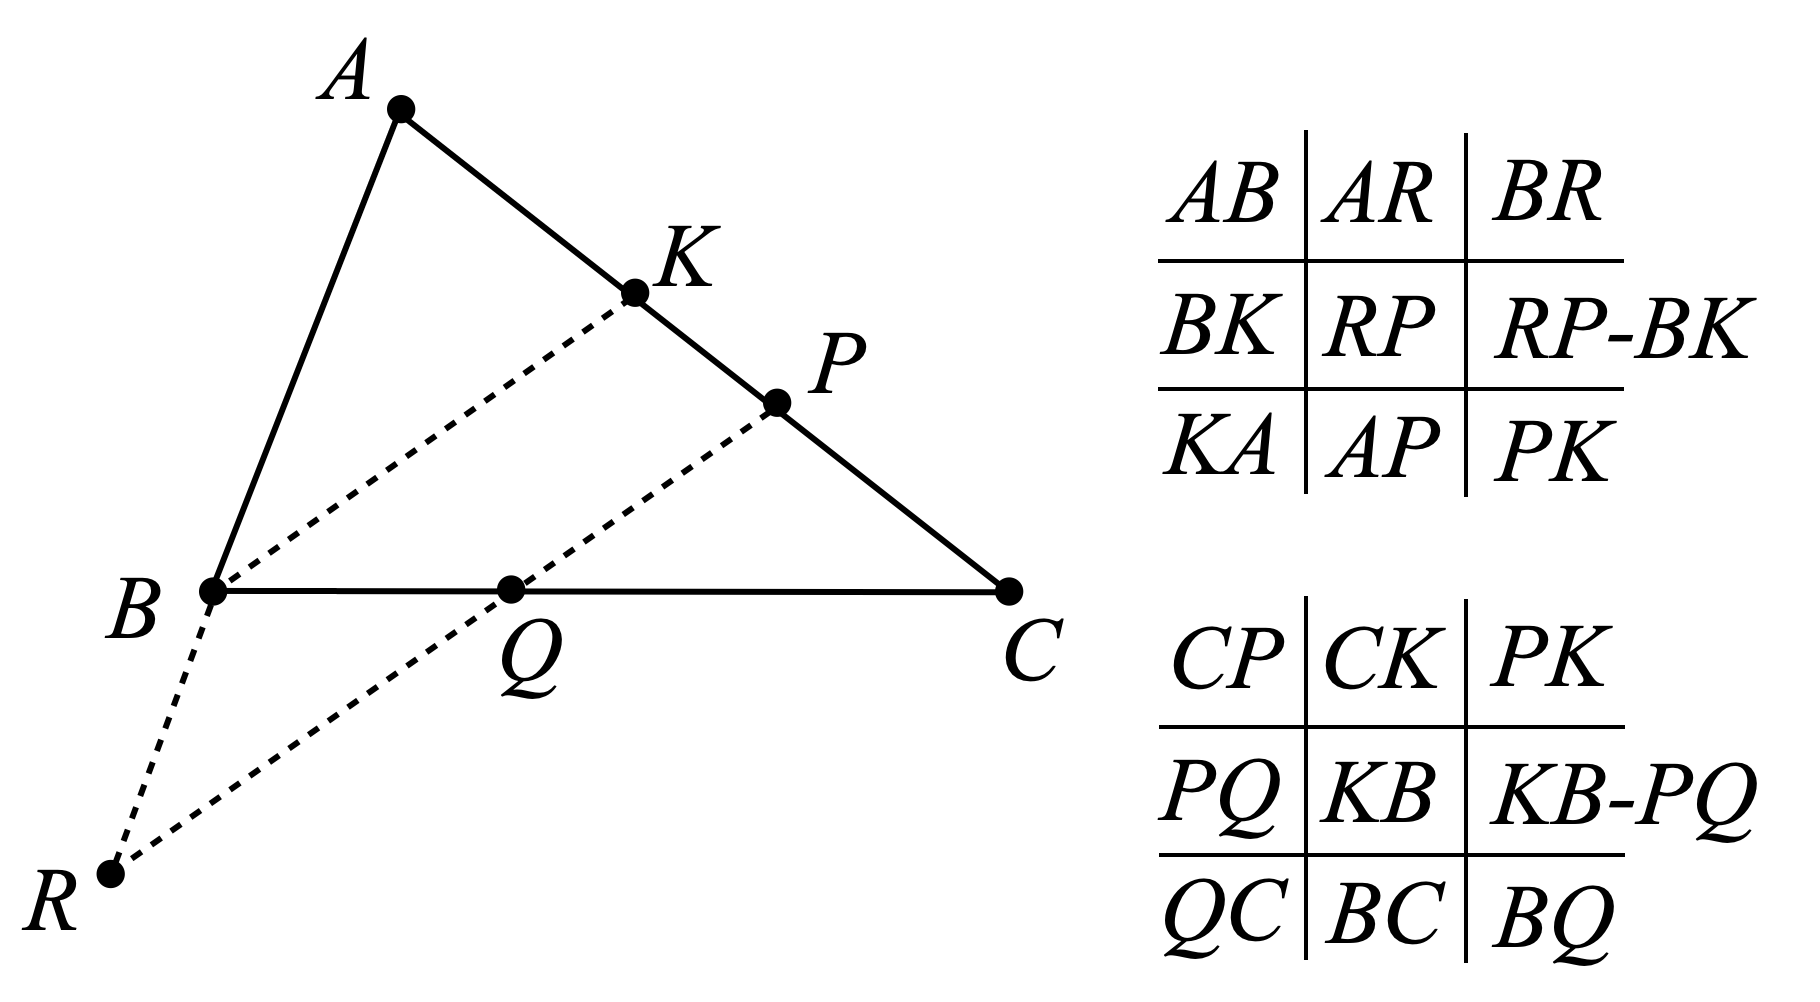 A
K
P
B
Q
C
R
AB AR BR
BK RP RP-BK
KA AP PK
CP CK PK
PQ KB KB-PQ
QC BC BQ